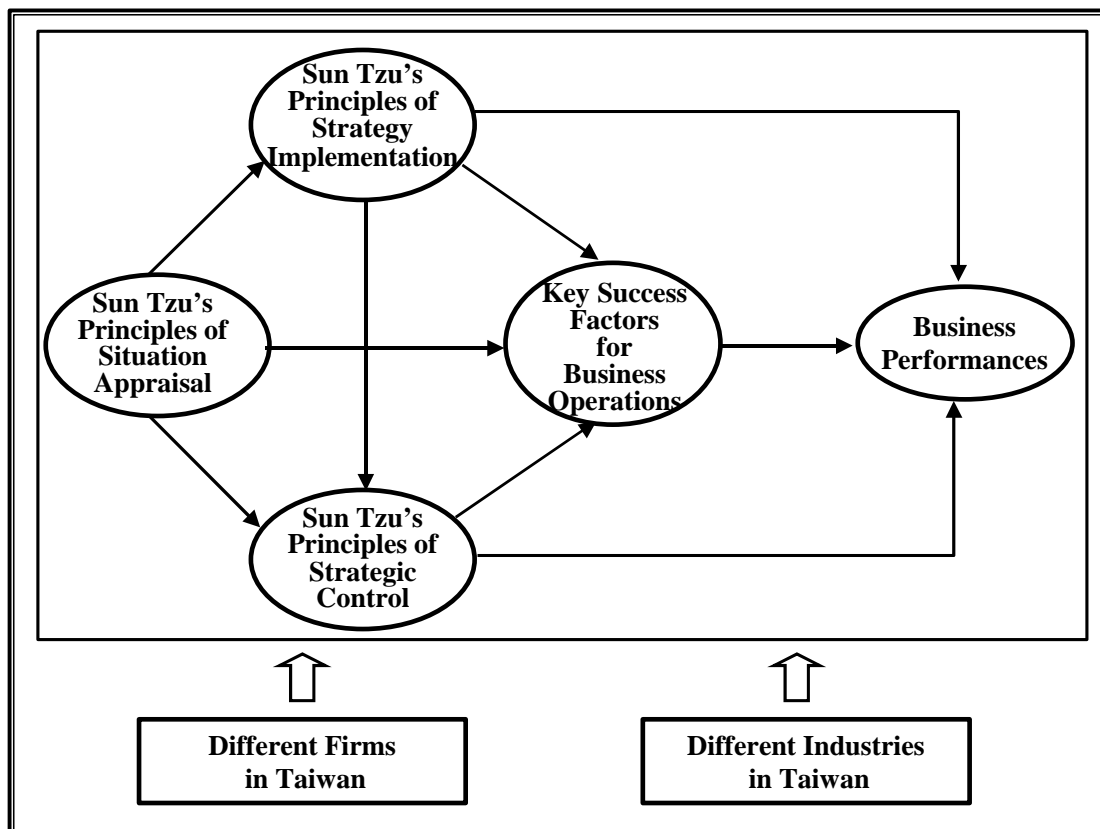 Sun Tzu's
Principles of
Strategy
Implementation
Sun Tzu's
Principles of
Situation
Appraisal
Key Success
Factors
for
Business
Operations
Business
Performances
Sun Tzu's
Principles of
Strategic
Control
Different Firms
in Taiwan
Different Industries
in Taiwan